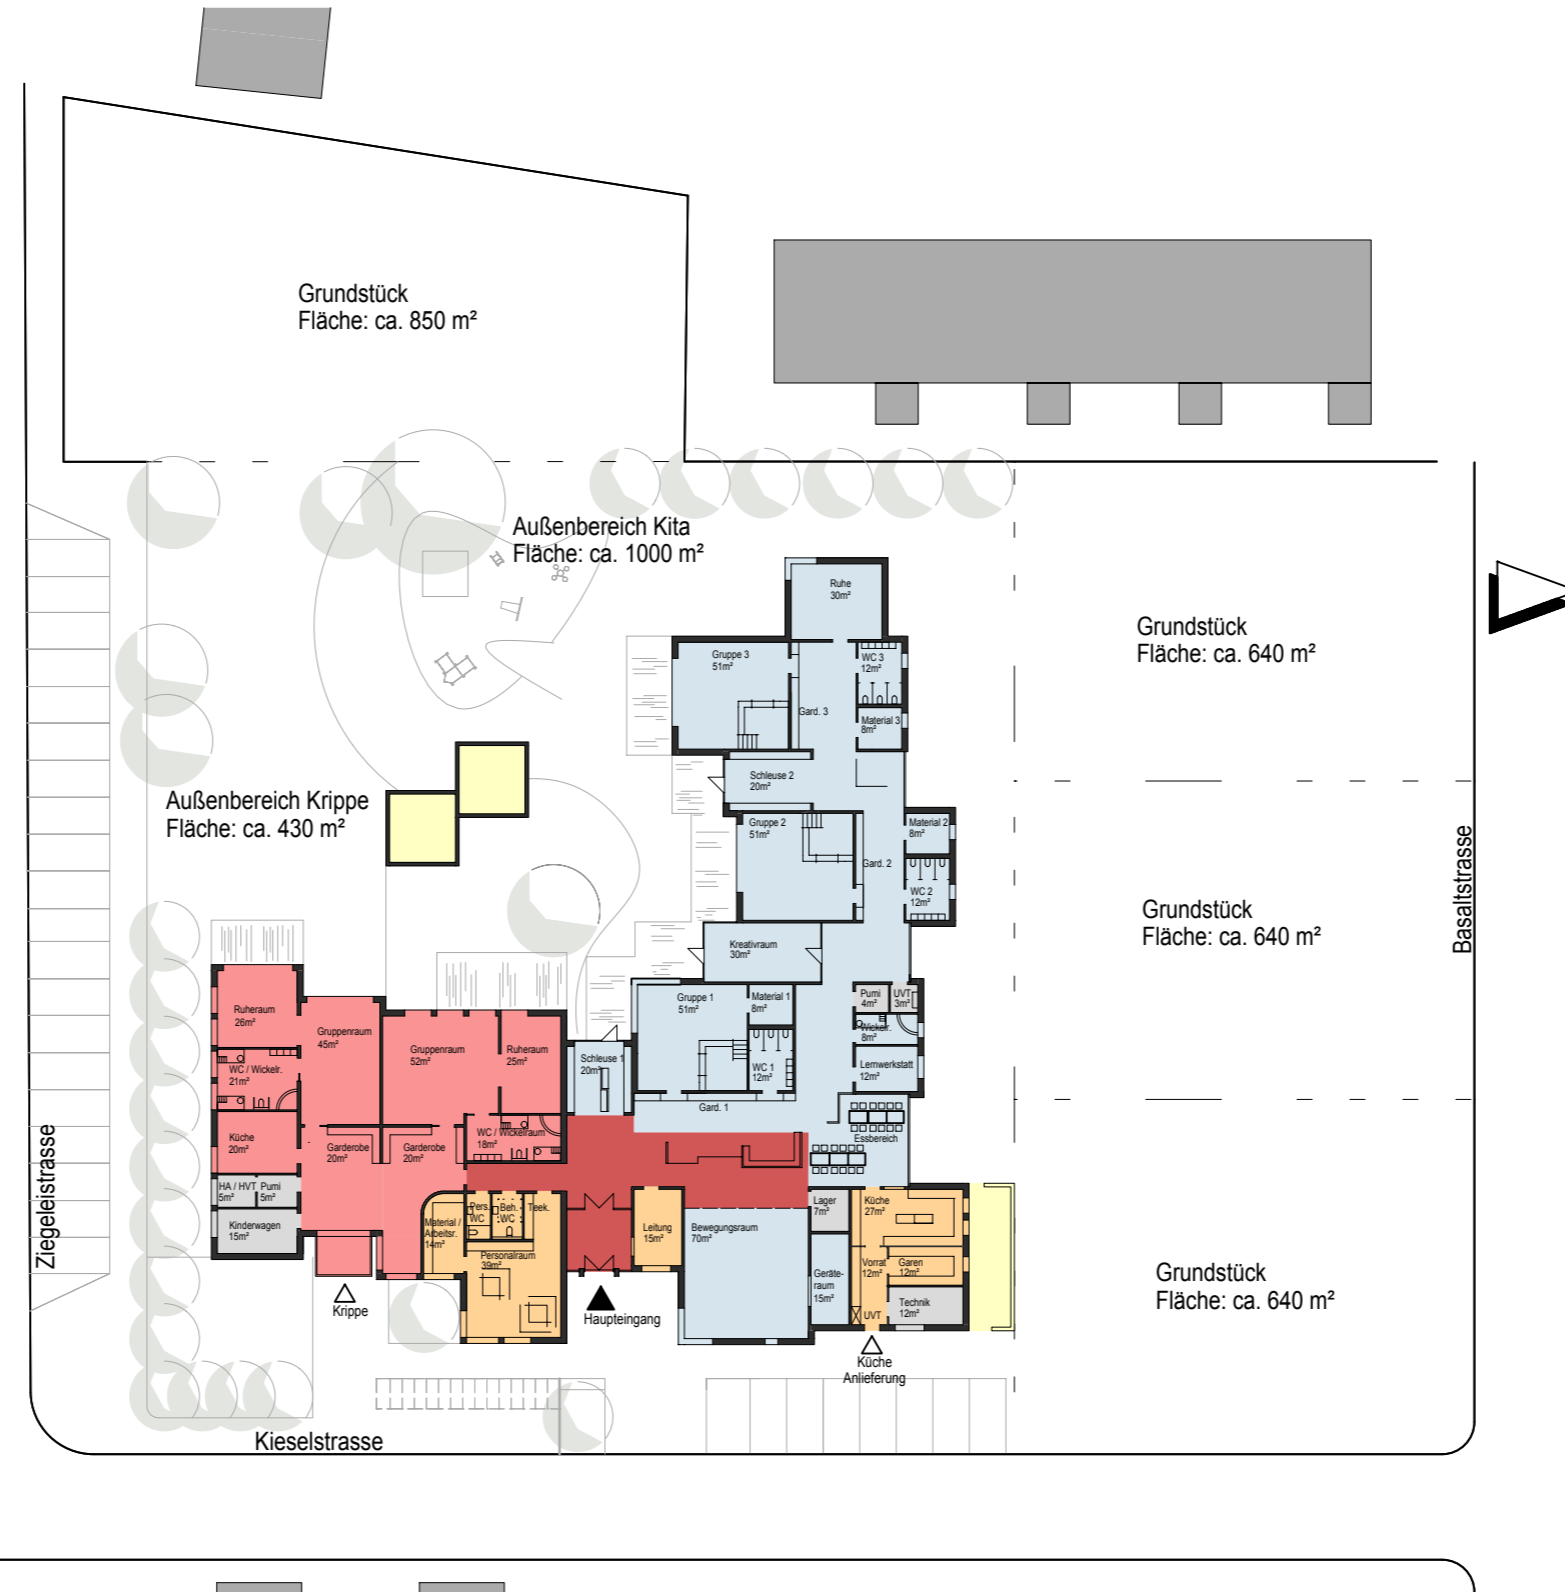 Grundstück
Fläche: ca. 850 m²
Außenbereich Kita
Fläche: ca. 1000 m²
Ruhe
30m²
Gruppe 3
51m²
WC 3
12m²
Gard. 3
Material 3
8m²
Grundstück
Fläche: ca. 640 m²
Schleuse 2
20m²
Außenbereich Krippe
Fläche: ca. 430 m²
Gruppe 2
51m²
Material 2
8m²
Gard. 2
WC 2
12m²
Grundstück
Fläche: ca. 640 m²
Basaltstrasse
Kreativraum
30m²
Gruppe 1
51m²
Material 1
8m²
Pumi
4m²
UVT
3m²
Wickelr.
8m²
Ruheraum
26m²
Gruppenraum
45m²
Gruppenraum
52m²
Ruheraum
25m²
Schleuse 1
20m²
WC 1
12m²
Lernwerkstatt
12m²
WC / Wickelr.
21m²
Gard. 1
Essbereich
Küche
20m²
Garderobe
20m²
Garderobe
20m²
WC / Wickelraum
18m²
Ziegeleistrasse
HA / HVT
5m²
Pumi
5m²
Kinderwagen
15m²
Material /
Arbeitsr.
14m²
Pers.
WC
Beh.
WC
Teek.
Personalraum
39m²
Leitung
15m²
Bewegungsraum
70m²
Lager
7m²
Küche
27m²
Geräte-
raum
15m²
Vorrat
12m²
Garen
12m²
Technik
12m²
UVT
Grundstück
Fläche: ca. 640 m²
Krippe
Haupteingang
Küche
Anlieferung
Kieselstrasse